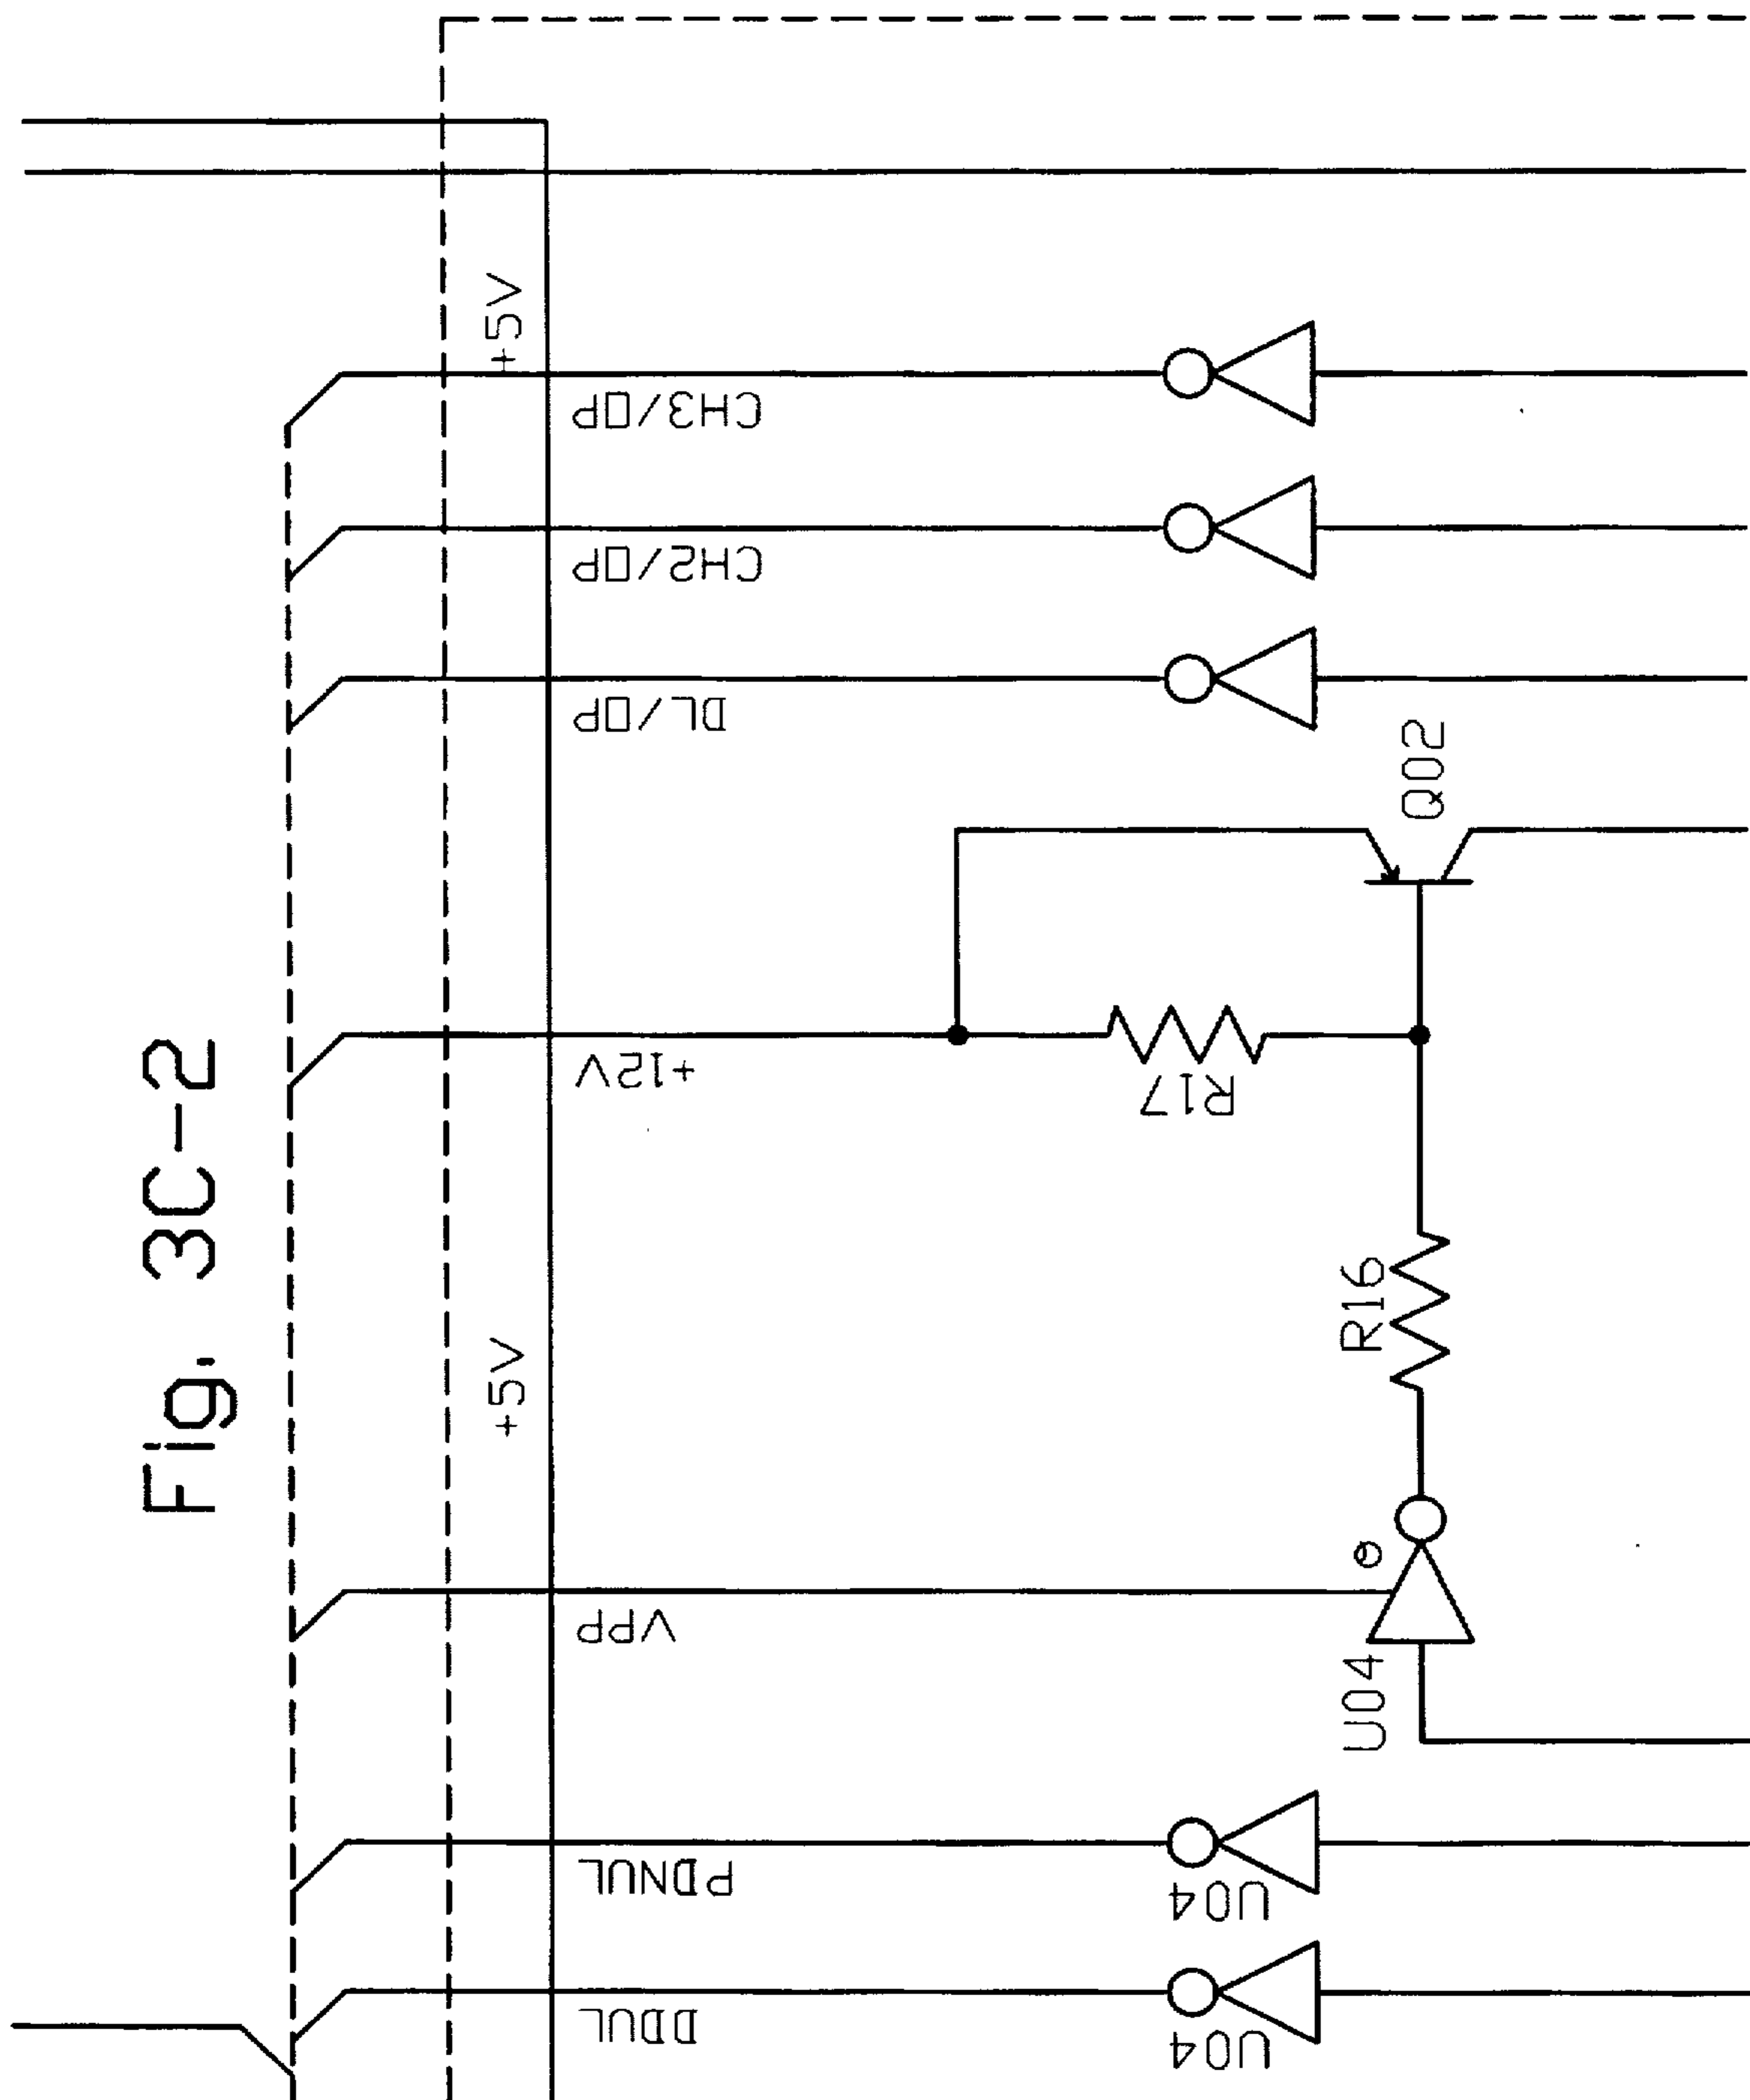 Fig. 3C-2
+5V
CH3/OP
CH2/OP
DL/OP
Q02
+12V
R17
R16
+5V
VPP
U04
PDNUL
U04
DDUL
U04